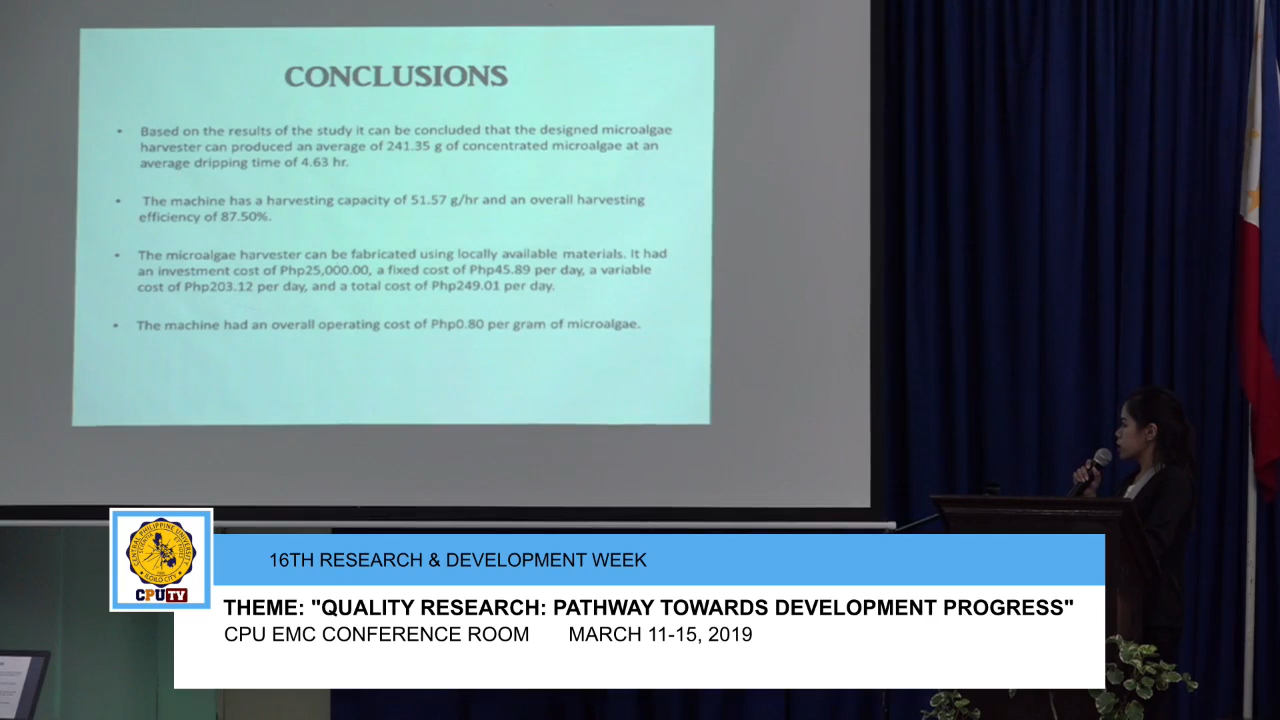 CONCLUSIONS
• Based on the results of the study it can be concluded that the designed microalgae
harvester can produced an average of 241.35 g of concentrated microalgae at an
average dripping time of 4.63 hr.
• The machine has a harvesting capacity of 51.57 g/hr and an overall harvesting
efficiency of 87.50%.
• The microalgae harvester can be fabricated using locally available materials. It had
an investment cost of Php25,000.00, a fixed cost of Php45.89 per day, a variable
cost of Php203.12 per day, and a total cost of Php249.01 per day.
• The machine had an overall operating cost of Php0.80 per gram of microalgae.
CENTRAL PHILIPPINE UNIVERSITY
ILOILO CITY
CPUTV
16TH RESEARCH & DEVELOPMENT WEEK
THEME: "QUALITY RESEARCH: PATHWAY TOWARDS DEVELOPMENT PROGRESS"
CPU EMC CONFERENCE ROOM MARCH 11-15, 2019